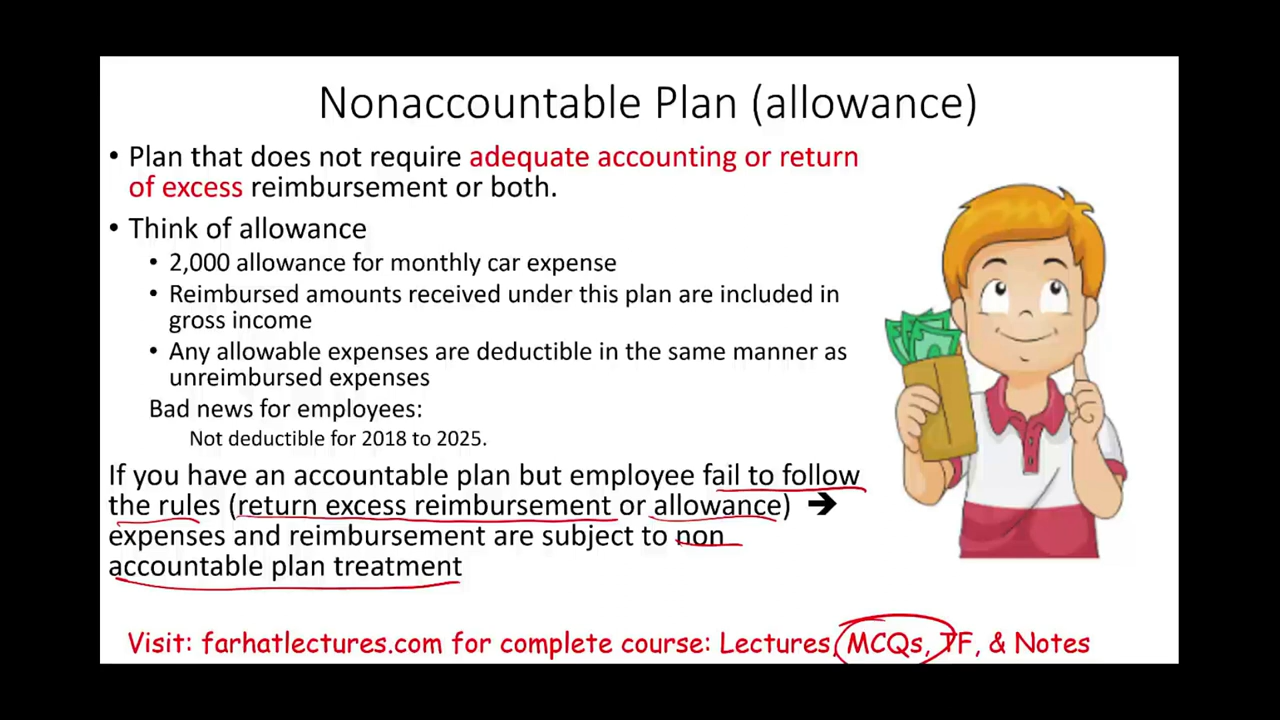 Nonaccountable Plan (allowance)
• Plan that does not require adequate accounting or return
of excess reimbursement or both.
• Think of allowance
• 2,000 allowance for monthly car expense
• Reimbursed amounts received under this plan are included in
gross income
• Any allowable expenses are deductible in the same manner as
unreimbursed expenses
Bad news for employees:
Not deductible for 2018 to 2025.
If you have an accountable plan but employee fail to follow
the rules (return excess reimbursement or allowance) ➔
expenses and reimbursement are subject to non
accountable plan treatment
Visit: farhatlectures.com for complete course: Lectures, MCQs, TF, & Notes